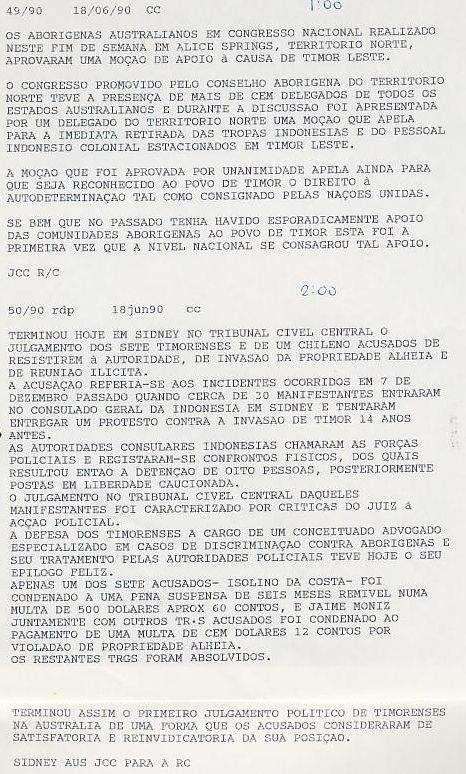 1:00
49/90 18/06/90 CC
OS ABORIGENAS AUSTRALIANOS EM CONGRESSO NACIONAL REALIZADO
NESTE FIM DE SEMANA EM ALICE SPRINGS, TERRITORIO NORTE,
APROVARAM UMA MOÇAO DE APOIO à CAUSA DE TIMOR LESTE.
O CONGRESSO PROMOVIDO PELO CONSELHO ABORIGENA DO TERRITORIO
NORTE TEVE A PRESENÇA DE MAIS DE CEM DELEGADOS DE TODOS OS
ESTADOS AUSTRALIANOS E DURANTE A DISCUSSAO FOI APRESENTADA
POR UM DELEGADO DO TERRITORIO NORTE UMA MOÇAO QUE APELA
PARA A IMEDIATA RETIRADA DAS TROPAS INDONESIAS E DO PESSOAL
INDONESIO COLONIAL ESTACIONADOS EM TIMOR LESTE.
A MOÇAO QUE FOI APROVADA POR UNANIMIDADE APELA AINDA PARA
QUE SEJA RECONHECIDO AO POVO DE TIMOR O DIREITO à
AUTODETERMINAÇAO TAL COMO CONSIGNADO PELAS NAÇOES UNIDAS.
SE BEM QUE NO PASSADO TENHA HAVIDO ESPORADICAMENTE APOIO
DAS COMUNIDADES ABORIGENAS AO POVO DE TIMOR ESTA FOI A
PRIMEIRA VEZ QUE A NIVEL NACIONAL SE CONSAGROU TAL APOIO.
JCC R/C
2:00
50/90 rdp 18jun90 cc
TERMINOU HOJE EM SIDNEY NO TRIBUNAL CIVEL CENTRAL O
JULGAMENTO DOS SETE TIMORENSES E DE UM CHILENO ACUSADOS DE
RESISTIREM à AUTORIDADE, DE INVASAO DA PROPRIEDADE ALHEIA E
DE REUNIAO ILICITA.
A ACUSAÇAO REFERIA-SE AOS INCIDENTES OCORRIDOS EM 7 DE
DEZEMBRO PASSADO QUANDO CERCA DE 30 MANIFESTANTES ENTRARAM
NO CONSULADO GERAL DA INDONESIA EM SIDNEY E TENTARAM
ENTREGAR UM PROTESTO CONTRA A INVASAO DE TIMOR 14 ANOS
ANTES.
AS AUTORIDADES CONSULARES INDONESIAS CHAMARAM AS FORÇAS
POLICIAIS E REGISTARAM-SE CONFRONTOS FISICOS, DOS QUAIS
RESULTOU ENTAO A DETENÇAO DE OITO PESSOAS, POSTERIORMENTE
POSTAS EM LIBERDADE CAUCIONADA.
O JULGAMENTO NO TRIBUNAL CIVEL CENTRAL DAQUELES
MANIFESTANTES FOI CARACTERIZADO POR CRITICAS DO JUIZ à
ACÇAO POLICIAL.
A DEFESA DOS TIMORENSES A CARGO DE UM CONCEITUADO ADVOGADO
ESPECIALIZADO EM CASOS DE DISCRIMINAÇAO CONTRA ABORIGENAS E
SEU TRATAMENTO PELAS AUTORIDADES POLICIAIS TEVE HOJE O SEU
EPILOGO FELIZ.
APENAS UM DOS SETE ACUSADOS- ISOLINO DA COSTA- FOI
CONDENADO A UMA PENA SUSPENSA DE SEIS MESES REMIVEL NUMA
MULTA DE 500 DOLARES APROX 60 CONTOS, E JAIME MONIZ
JUNTAMENTE COM OUTROS TR·S ACUSADOS FOI CONDENADO AO
PAGAMENTO DE UMA MULTA DE CEM DOLARES 12 CONTOS POR
VIOLADAO DE PROPRIEDADE ALHEIA.
OS RESTANTES TRGS FORAM ABSOLVIDOS.
TERMINOU ASSIM O PRIMEIRO JULGAMENTO POLITICO DE TIMORENSES
NA AUSTRALIA DE UMA FORMA QUE OS ACUSADOS CONSIDERARAM DE
SATISFATORIA E REINVIDICATORIA DA SUA POSIÇAO.
SIDNEY AUS JCC PARA A RC